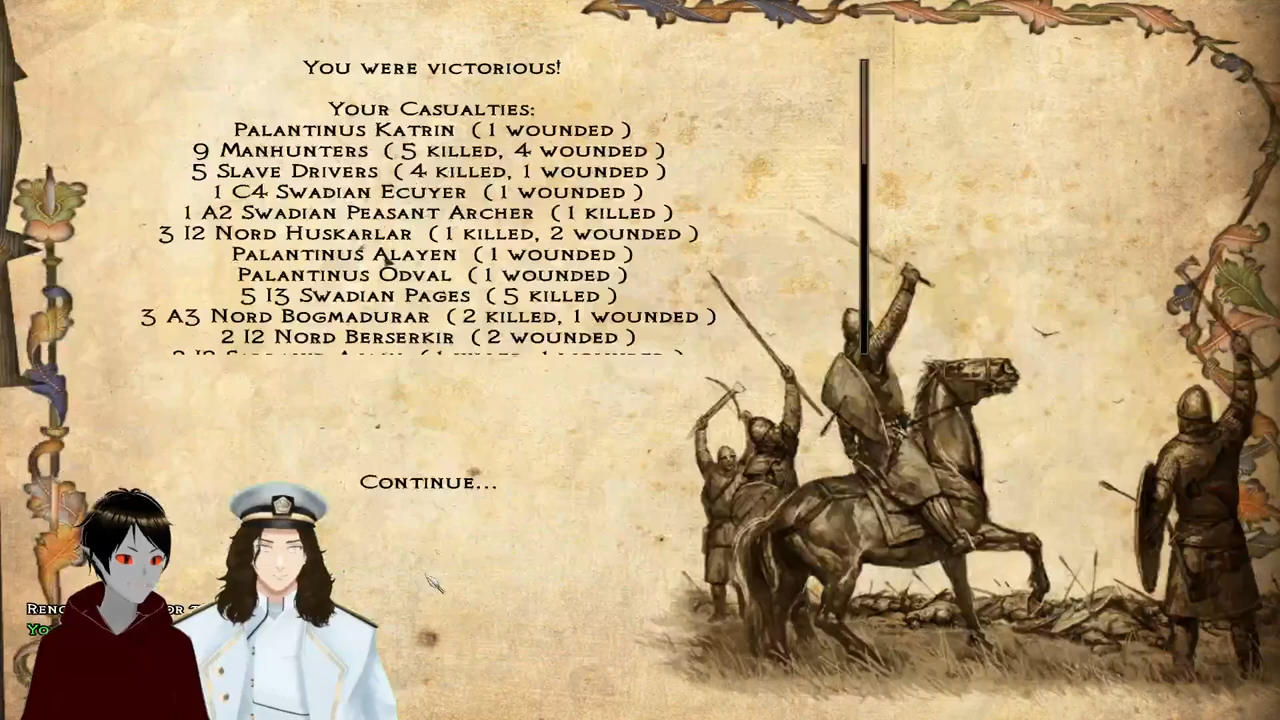 You were victorious!
Your Casualties:
Palantinus Katrin (1 wounded )
9 Manhunters (5 killed, 4 wounded )
5 Slave Drivers (4 killed, 1 wounded )
1 C4 Swadian Ecuyer (1 wounded )
1 A2 Swadian Peasant Archer (1 killed )
3 I2 Nord Huskarlar (1 killed, 2 wounded )
Palantinus Alayen (1 wounded )
Palantinus Odval (1 wounded )
5 I3 Swadian Pages (5 killed )
3 A3 Nord Bogmadurar (2 killed, 1 wounded )
2 I2 Nord Berserkir (2 wounded )
Continue...